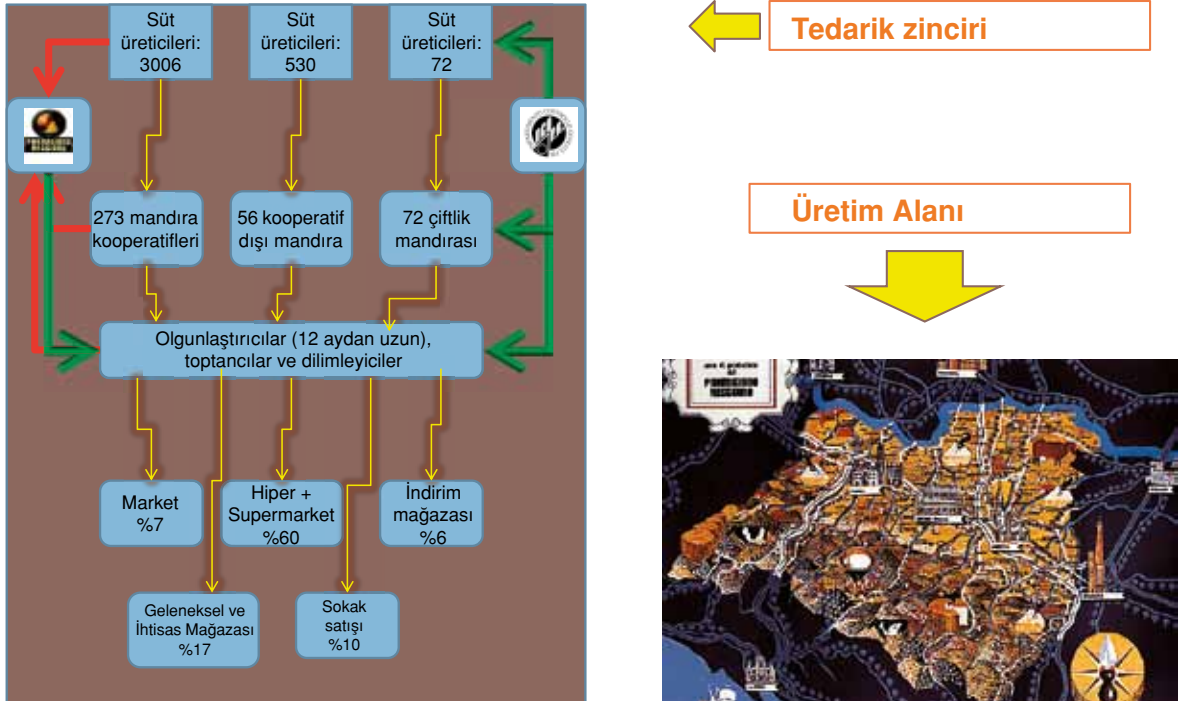 Süt
üreticileri:
3006
Süt
üreticileri:
530
Süt
üreticileri:
72
Tedarik zinciri
273 mandıra
kooperatifleri
56 kooperatif
dışı mandıra
72 çiftlik
mandırası
Üretim Alanı
Olgunlaştırıcılar (12 aydan uzun),
toptancılar ve dilimleyiciler
Market
%7
Hiper +
Supermarket
%60
İndirim
mağazası
%6
Geleneksel ve
İhtisas Mağazası
%17
Sokak
satışı
%10